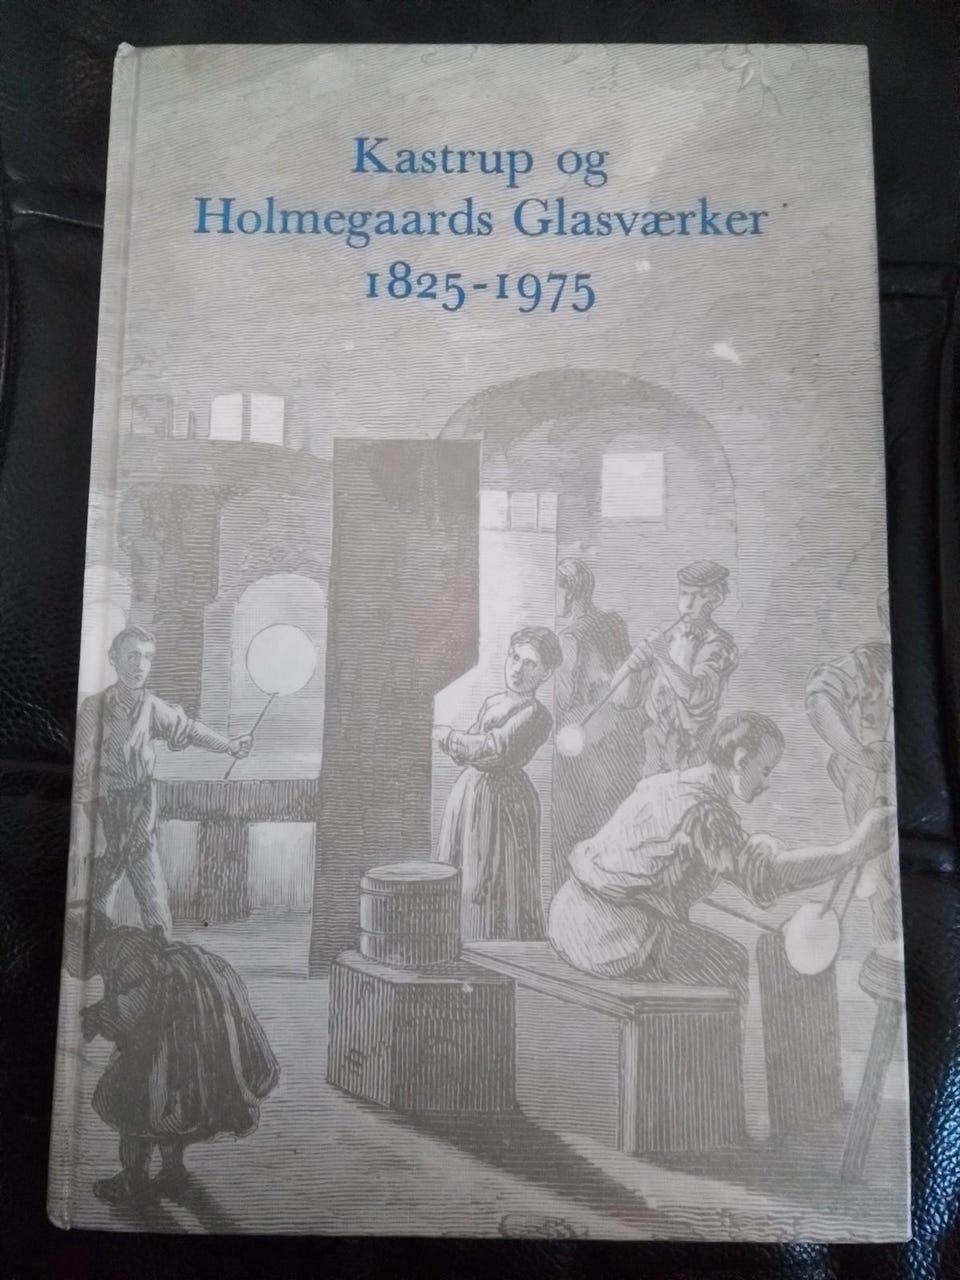 Kastrup og
Holmegaards Glasværker
1825-1975